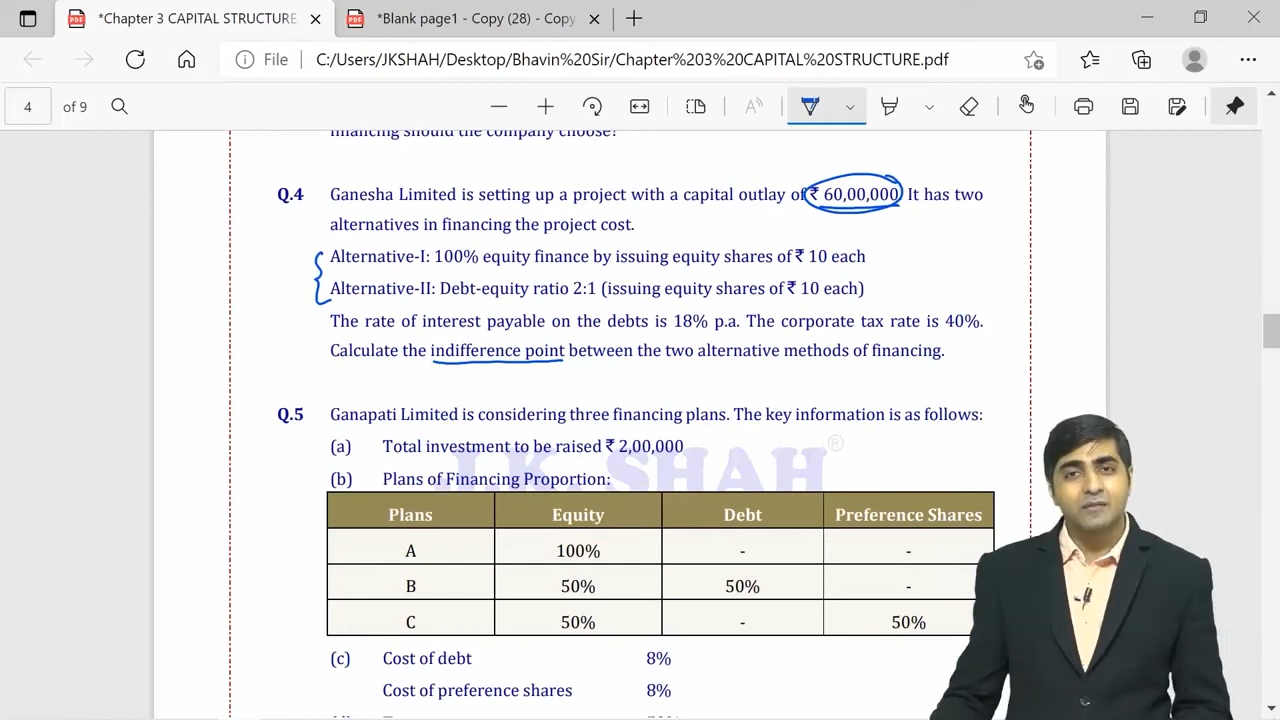 *Chapter 3 CAPITAL STRUCTURE
*Blank page1 - Copy (28) - Copy
File
C:/Users/JKSHAH/Desktop/Bhavin%20Sir/Chapter%203%20CAPITAL%20STRUCTURE.pdf
4 of 9
financing should the company choose?
Q.4 Ganesha Limited is setting up a project with a capital outlay of ₹ 60,00,000 It has two
alternatives in financing the project cost.
Alternative-I: 100% equity finance by issuing equity shares of ₹ 10 each
Alternative-II: Debt-equity ratio 2:1 (issuing equity shares of ₹ 10 each)
The rate of interest payable on the debts is 18% p.a. The corporate tax rate is 40%.
Calculate the indifference point between the two alternative methods of financing.
Q.5 Ganapati Limited is considering three financing plans. The key information is as follows:
(a) Total investment to be raised ₹ 2,00,000
J.K. SHAH®
(b) Plans of Financing Proportion:
Plans Equity Debt Preference Shares
A 100% - -
B 50% 50% -
C 50% - 50%
(c) Cost of debt 8%
Cost of preference shares 8%